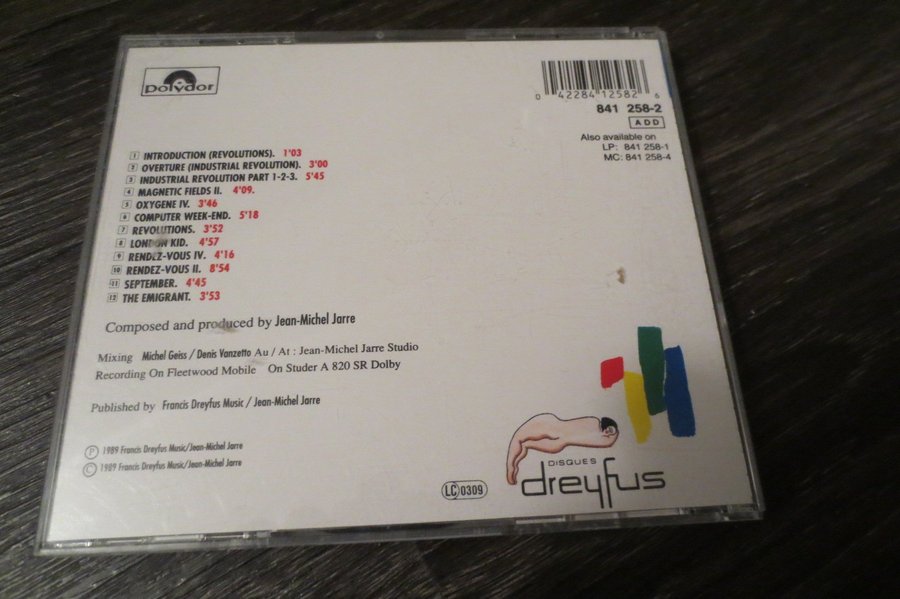 polydor
0 42284 12582 6
841 258-2
ADD
Also available on
LP: 841 258-1
MC: 841 258-4
1 INTRODUCTION (REVOLUTIONS). 1'03
2 OVERTURE (INDUSTRIAL REVOLUTION). 3'00
3 INDUSTRIAL REVOLUTION PART 1-2-3. 5'45
4 MAGNETIC FIELDS II. 4'09.
5 OXYGENE IV. 3'46
6 COMPUTER WEEK-END. 5'18
7 REVOLUTIONS. 3'52
8 LONDON KID. 4'57
9 RENDEZ-VOUS IV. 4'16
10 RENDEZ-VOUS II. 8'54
11 SEPTEMBER. 4'45
12 THE EMIGRANT. 3'53
Composed and produced by Jean-Michel Jarre
Mixing Michel Geiss / Denis Vanzetto Au / At : Jean-Michel Jarre Studio
Recording On Fleetwood Mobile On Studer A 820 SR Dolby
Published by Francis Dreyfus Music / Jean-Michel Jarre
Ⓟ 1989 Francis Dreyfus Music/Jean-Michel Jarre
© 1989 Francis Dreyfus Music/Jean-Michel Jarre
LC 0309
DISQUES
dreyfus